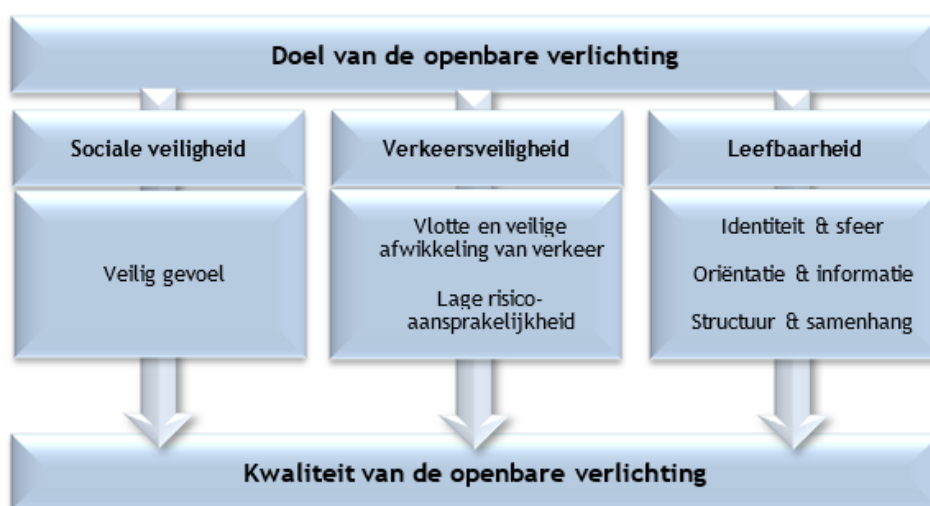 Doel van de openbare verlichting
Sociale veiligheid
Verkeersveiligheid
Leefbaarheid
Veilig gevoel
Vlotte en veilige
afwikkeling van verkeer
Lage risico-
aansprakelijkheid
Identiteit & sfeer
Oriëntatie & informatie
Structuur & samenhang
Kwaliteit van de openbare verlichting